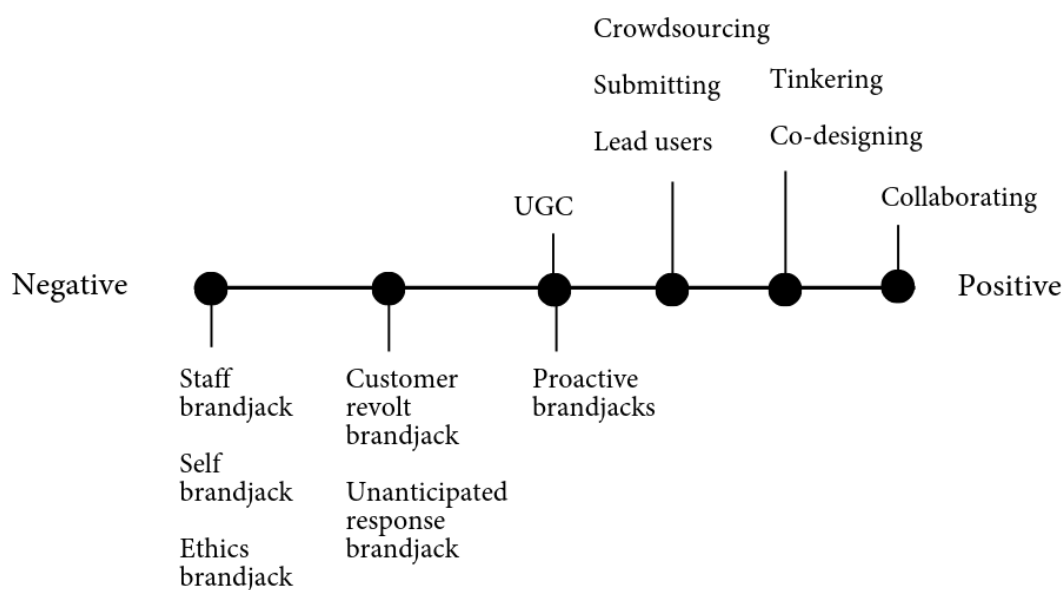 Crowdsourcing
Submitting
Lead users
Tinkering
Co-designing
UGC
Collaborating
Negative
Positive
Staff
brandjack
Self
brandjack
Ethics
brandjack
Customer
revolt
brandjack
Unanticipated
response
brandjack
Proactive
brandjacks